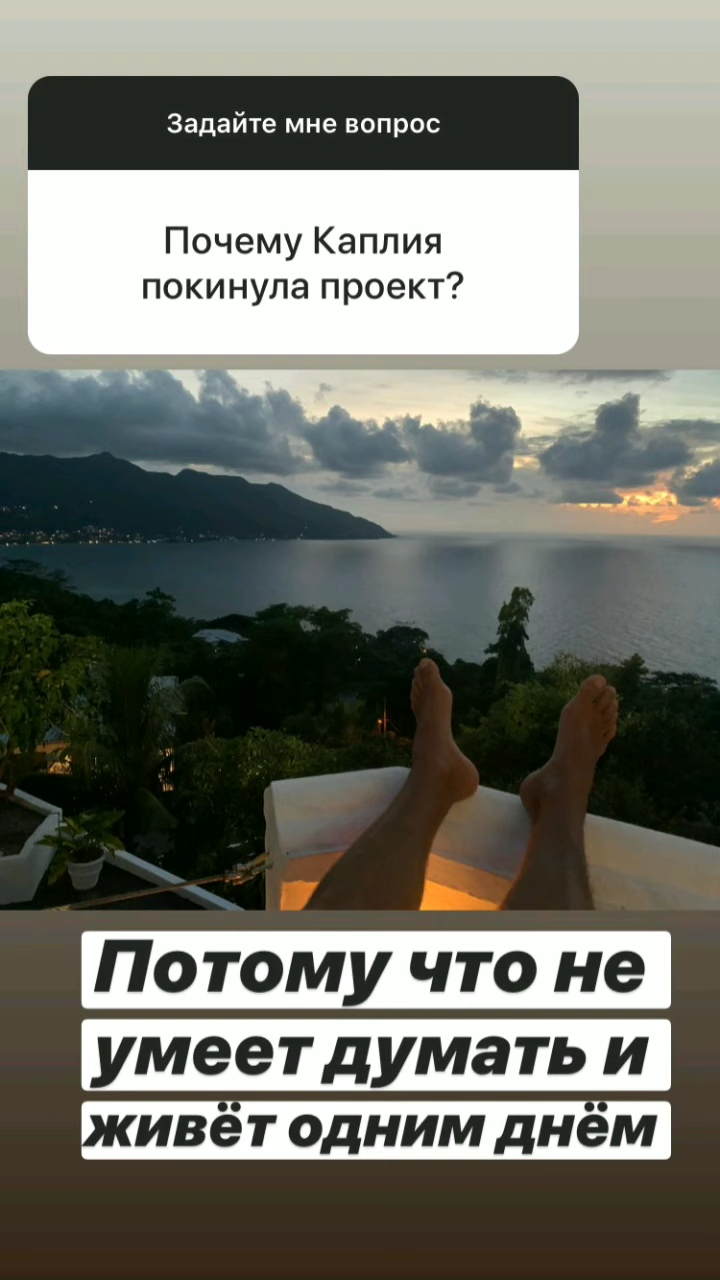 Задайте мне вопрос
Почему Каплия
покинула проект?
Потому что не
умеет думать и
живёт одним днём